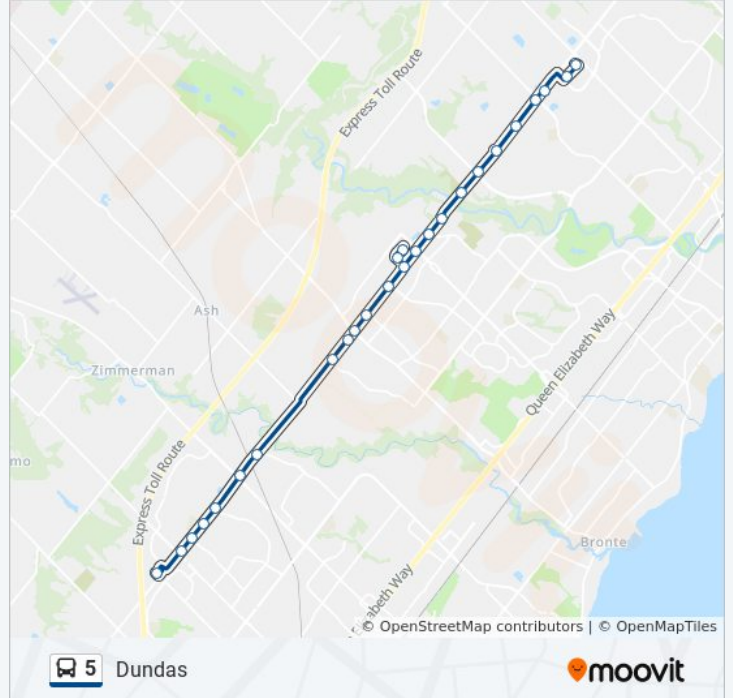 Express Toll Route
Ash
Zimmerman
mo
Express Toll Route
Queen Elizabeth Way
Bronte
Elizabeth Way
© OpenStreetMap contributors | © OpenMapTiles
5 Dundas
moovit